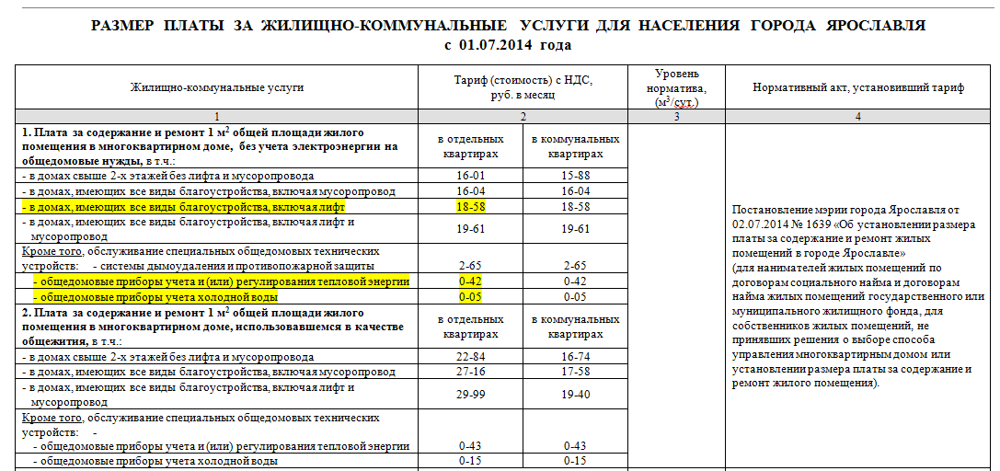 РАЗМЕР ПЛАТЫ ЗА ЖИЛИЩНО-КОММУНАЛЬНЫЕ УСЛУГИ ДЛЯ НАСЕЛЕНИЯ ГОРОДА ЯРОСЛАВЛЯ
с 01.07.2014 года
Жилищно-коммунальные услуги
Тариф (стоимость) с НДС,
руб. в месяц
Уровень
норматива,
(м3/сут.)
Нормативный акт, установивший тариф
1 2 3 4
1. Плата за содержание и ремонт 1 м2 общей площади жилого
помещения в многоквартирном доме, без учета электроэнергии на
общедомовые нужды, в т.ч.:
в отдельных
квартирах
в коммунальных
квартирах
- в домах свыше 2-х этажей без лифта и мусоропровода 16-01 15-88
- в домах, имеющих все виды благоустройства, включая мусоропровод 16-04 16-04
- в домах, имеющих все виды благоустройства, включая лифт 18-58 18-58
- в домах, имеющих все виды благоустройства, включая лифт и
мусоропровод 19-61 19-61
Кроме того, обслуживание специальных общедомовых технических
устройств: - системы дымоудаления и противопожарной защиты 2-65 2-65
- общедомовые приборы учета и (или) регулирования тепловой энергии 0-42 0-42
- общедомовые приборы учета холодной воды 0-05 0-05
2. Плата за содержание и ремонт 1 м2 общей площади жилого
помещения в многоквартирном доме, использовавшемся в качестве
общежития, в т.ч.:
в отдельных
квартирах
в коммунальных
квартирах
- в домах свыше 2-х этажей без лифта и мусоропровода 22-84 16-74
- в домах, имеющих все виды благоустройства, включая мусоропровод 27-16 17-58
- в домах, имеющих все виды благоустройства, включая лифт и
мусоропровод 29-99 19-40
Кроме того, обслуживание специальных общедомовых технических
устройств: -
- общедомовые приборы учета и (или) регулирования тепловой энергии 0-43 0-43
- общедомовые приборы учета холодной воды 0-15 0-15
Постановление мэрии города Ярославля от
02.07.2014 № 1639 «Об установлении размера
платы за содержание и ремонт жилых
помещений в городе Ярославле»
(для нанимателей жилых помещений по
договорам социального найма и договорам
найма жилых помещений государственного или
муниципального жилищного фонда, для
собственников жилых помещений, не
принявших решения о выборе способа
управления многоквартирным домом или
установлении размера платы за содержание и
ремонт жилого помещения).